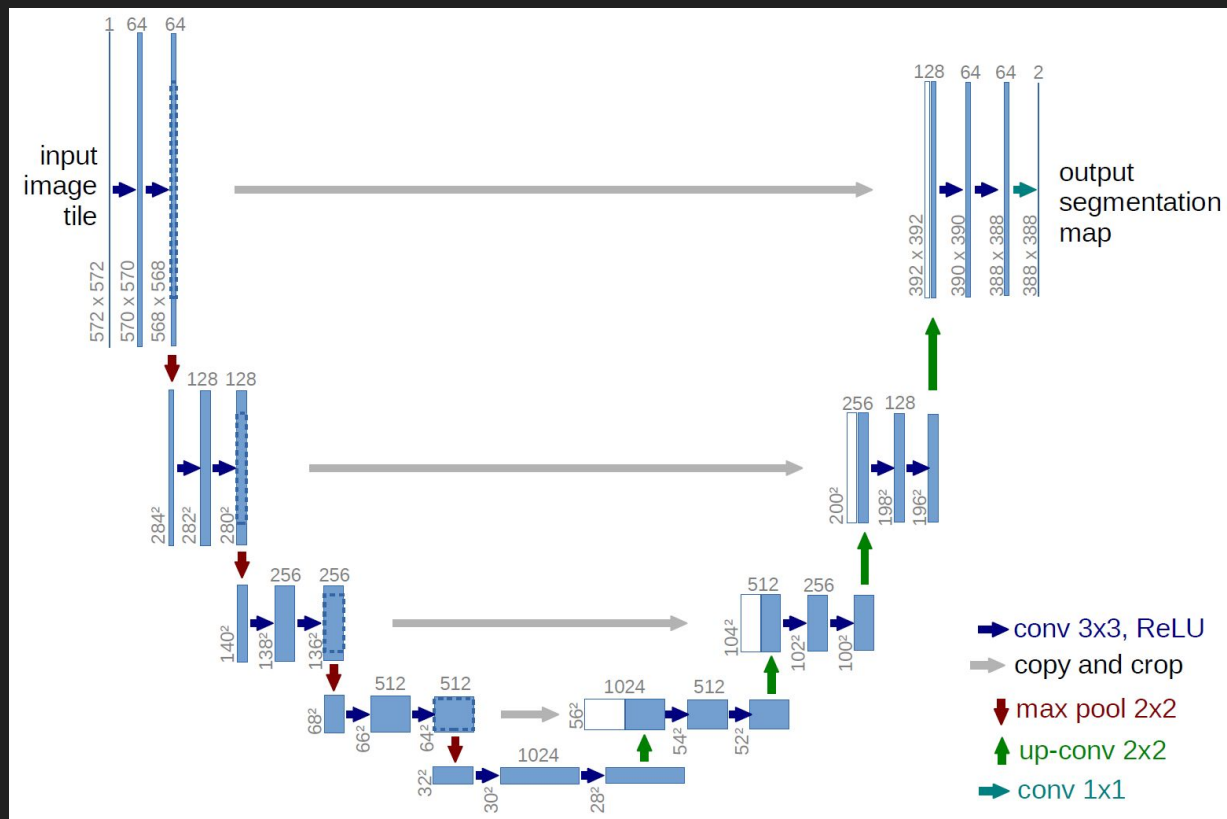 1 64 64
input
image
tile
572 x 572
570 x 570
568 x 568
128 64 64 2
output
segmentation
map
392 x 392
390 x 390
388 x 388
388 x 388
128 128
284²
282²
280²
256 128
200²
198²
196²
256 256
140²
138²
136²
512 256
104²
102²
100²
512 512
68²
66²
64²
1024 512
56²
54²
52²
1024
32²
30²
28²
conv 3x3, ReLU
copy and crop
max pool 2x2
up-conv 2x2
conv 1x1